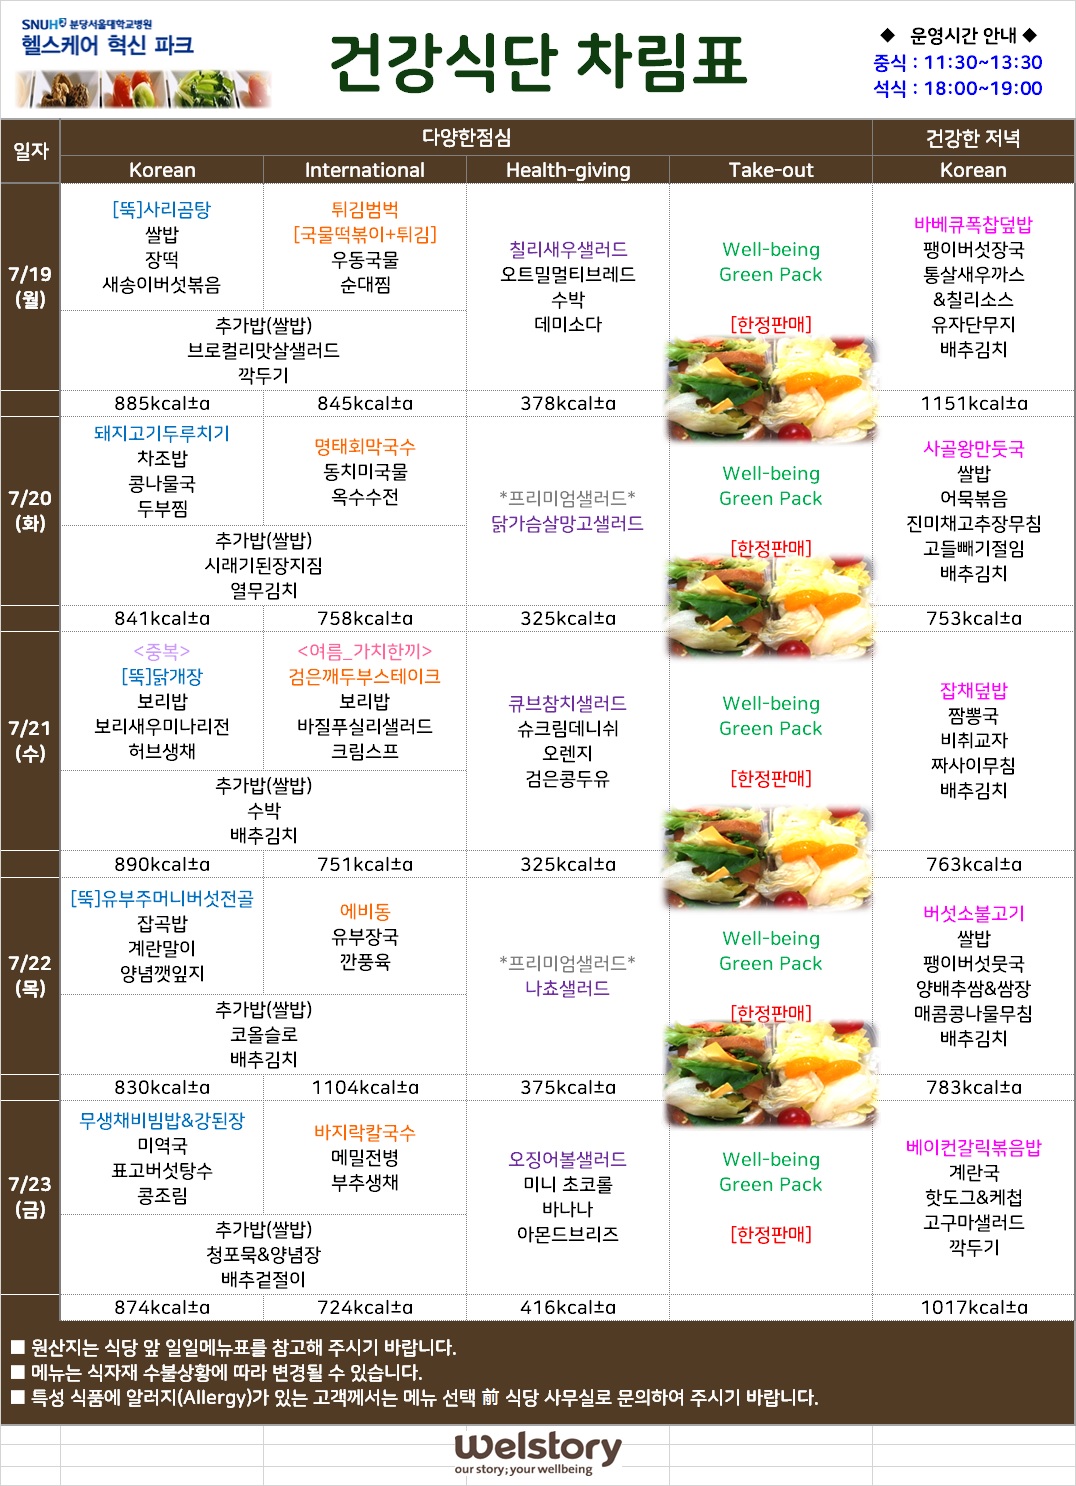 SNUH 분당서울대학교병원
헬스케어 혁신 파크
건강식단 차림표
◆ 운영시간 안내 ◆
중식 : 11:30~13:30
석식 : 18:00~19:00
일자
다양한점심
건강한 저녁
Korean
International
Health-giving
Take-out
Korean
7/19
(월)
[뚝]사리곰탕
쌀밥
장떡
새송이버섯볶음
튀김범벅
[국물떡볶이+튀김]
우동국물
순대찜
추가밥(쌀밥)
브로컬리맛살샐러드
깍두기
칠리새우샐러드
오트밀멀티브레드
수박
데미소다
Well-being
Green Pack
[한정판매]
바베큐폭찹덮밥
팽이버섯장국
통살새우까스
&칠리소스
유자단무지
배추김치
885kcal±α
845kcal±α
378kcal±α
1151kcal±α
7/20
(화)
돼지고기두루치기
차조밥
콩나물국
두부찜
명태회막국수
동치미국물
옥수수전
추가밥(쌀밥)
시래기된장지짐
열무김치
*프리미엄샐러드*
닭가슴살망고샐러드
Well-being
Green Pack
[한정판매]
사골왕만둣국
쌀밥
어묵볶음
진미채고추장무침
고들빼기절임
배추김치
841kcal±α
758kcal±α
325kcal±α
753kcal±α
7/21
(수)
<중복>
[뚝]닭개장
보리밥
보리새우미나리전
허브생채
<여름_가치한끼>
검은깨두부스테이크
보리밥
바질푸실리샐러드
크림스프
추가밥(쌀밥)
수박
배추김치
큐브참치샐러드
슈크림데니쉬
오렌지
검은콩두유
Well-being
Green Pack
[한정판매]
잡채덮밥
짬뽕국
비취교자
짜사이무침
배추김치
890kcal±α
751kcal±α
325kcal±α
763kcal±α
7/22
(목)
[뚝]유부주머니버섯전골
잡곡밥
계란말이
양념깻잎지
에비동
유부장국
깐풍육
추가밥(쌀밥)
코올슬로
배추김치
*프리미엄샐러드*
나쵸샐러드
Well-being
Green Pack
[한정판매]
버섯소불고기
쌀밥
팽이버섯뭇국
양배추쌈&쌈장
매콤콩나물무침
배추김치
830kcal±α
1104kcal±α
375kcal±α
783kcal±α
7/23
(금)
무생채비빔밥&강된장
미역국
표고버섯탕수
콩조림
바지락칼국수
메밀전병
부추생채
추가밥(쌀밥)
청포묵&양념장
배추겉절이
오징어볼샐러드
미니 초코롤
바나나
아몬드브리즈
Well-being
Green Pack
[한정판매]
베이컨갈릭볶음밥
계란국
핫도그&케첩
고구마샐러드
깍두기
874kcal±α
724kcal±α
416kcal±α
1017kcal±α
■ 원산지는 식당 앞 일일메뉴표를 참고해 주시기 바랍니다.
■ 메뉴는 식자재 수불상황에 따라 변경될 수 있습니다.
■ 특성 식품에 알러지(Allergy)가 있는 고객께서는 메뉴 선택 前 식당 사무실로 문의하여 주시기 바랍니다.
welstory
our story; your wellbeing